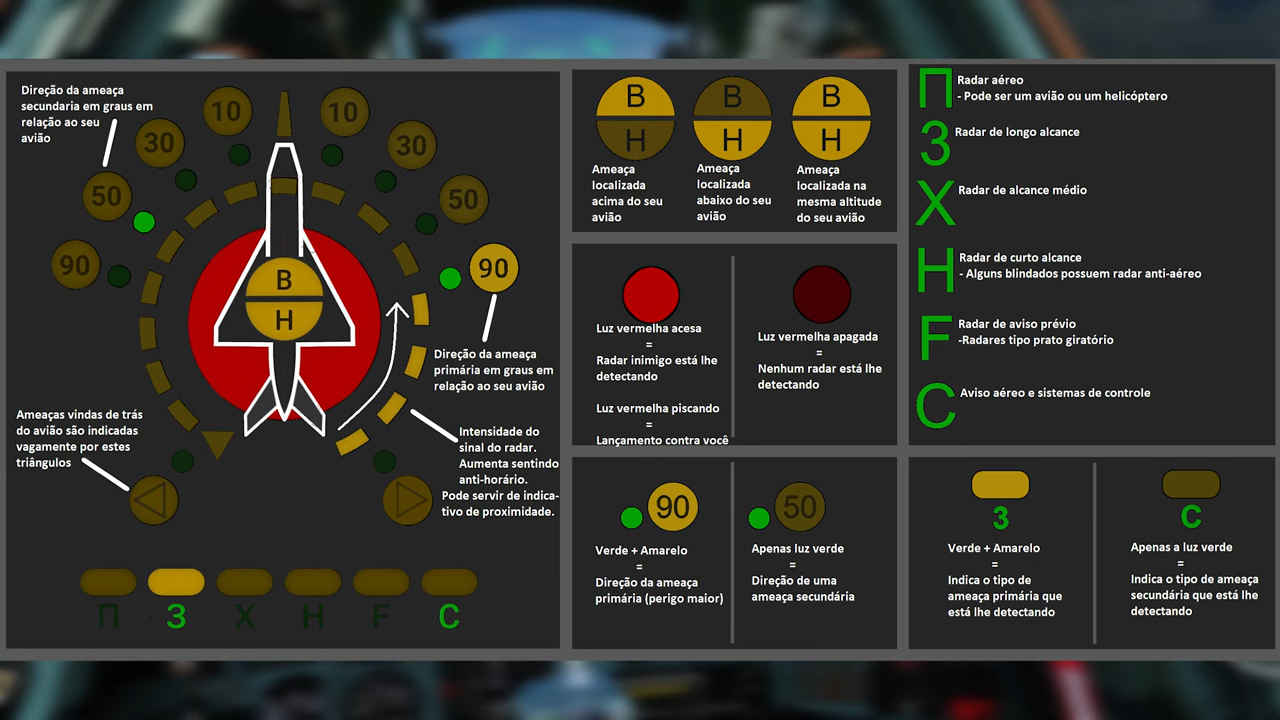 Direção da ameaça
secundaria em graus em
relação ao seu
avião
10
10
30
30
50
50
90
90
B
H
Direção da ameaça
primária em graus em
relação ao seu avião
Ameaças vindas de trás
do avião são indicadas
vagamente por estes
triângulos
Intensidade do
sinal do radar.
Aumenta sentindo
anti-horário.
Pode servir de indica-
tivo de proximidade.
П З X H F C
B
H
Ameaça
localizada
acima do seu
avião
B
H
Ameaça
localizada
abaixo do seu
avião
B
H
Ameaça
localizada na
mesma altitude
do seu avião
Luz vermelha acesa
=
Radar inimigo está lhe
detectando
Luz vermelha piscando
=
Lançamento contra você
Luz vermelha apagada
=
Nenhum radar está lhe
detectando
90
Verde + Amarelo
=
Direção da ameaça
primária (perigo maior)
50
Apenas luz verde
=
Direção de uma
ameaça secundária
П
Radar aéreo
- Pode ser um avião ou um helicóptero
З
Radar de longo alcance
X
Radar de alcance médio
H
Radar de curto alcance
- Alguns blindados possuem radar anti-aéreo
F
Radar de aviso prévio
-Radares tipo prato giratório
C
Aviso aéreo e sistemas de controle
З
Verde + Amarelo
=
Indica o tipo de
ameaça primária que
está lhe detectando
C
Apenas a luz verde
=
Indica o tipo de ameaça
secundária que está lhe
detectando